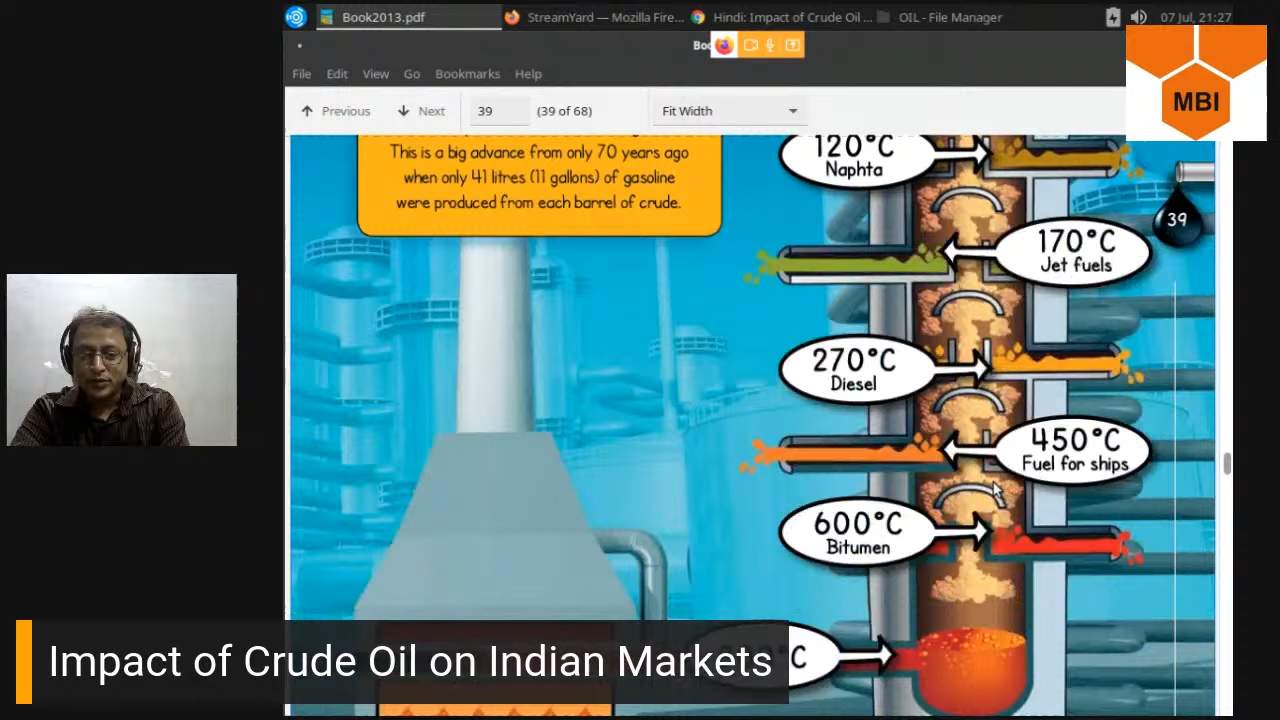 Book2013.pdf
StreamYard — Mozilla Fire...
Hindi: Impact of Crude Oil ...
OIL - File Manager
07 Jul, 21:27
MBI
File Edit View Go Bookmarks Help
Previous
Next
39
(39 of 68)
Fit Width
This is a big advance from only 70 years ago
when only 41 litres (11 gallons) of gasoline
were produced from each barrel of crude.
120°C
Naphta
39
170°C
Jet fuels
270°C
Diesel
450°C
Fuel for ships
600°C
Bitumen
C
Impact of Crude Oil on Indian Markets